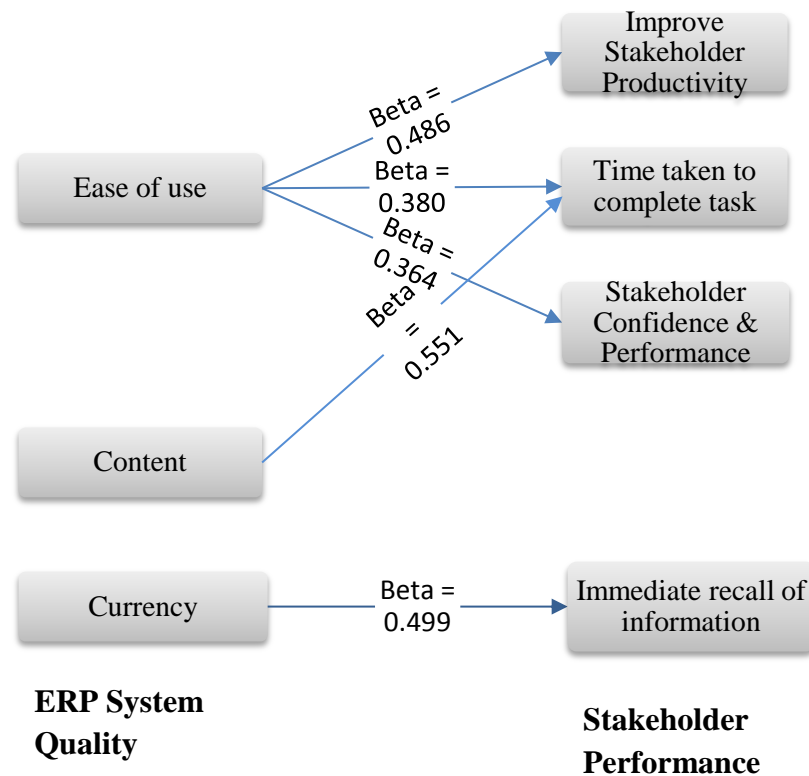 Improve
Stakeholder
Productivity
Beta =
0.486
Ease of use
Beta =
0.380
Time taken to
complete task
Beta =
0.364
Stakeholder
Confidence &
Performance
Beta
=
0.551
Content
Currency
Beta =
0.499
Immediate recall of
information
ERP System
Quality
Stakeholder
Performance